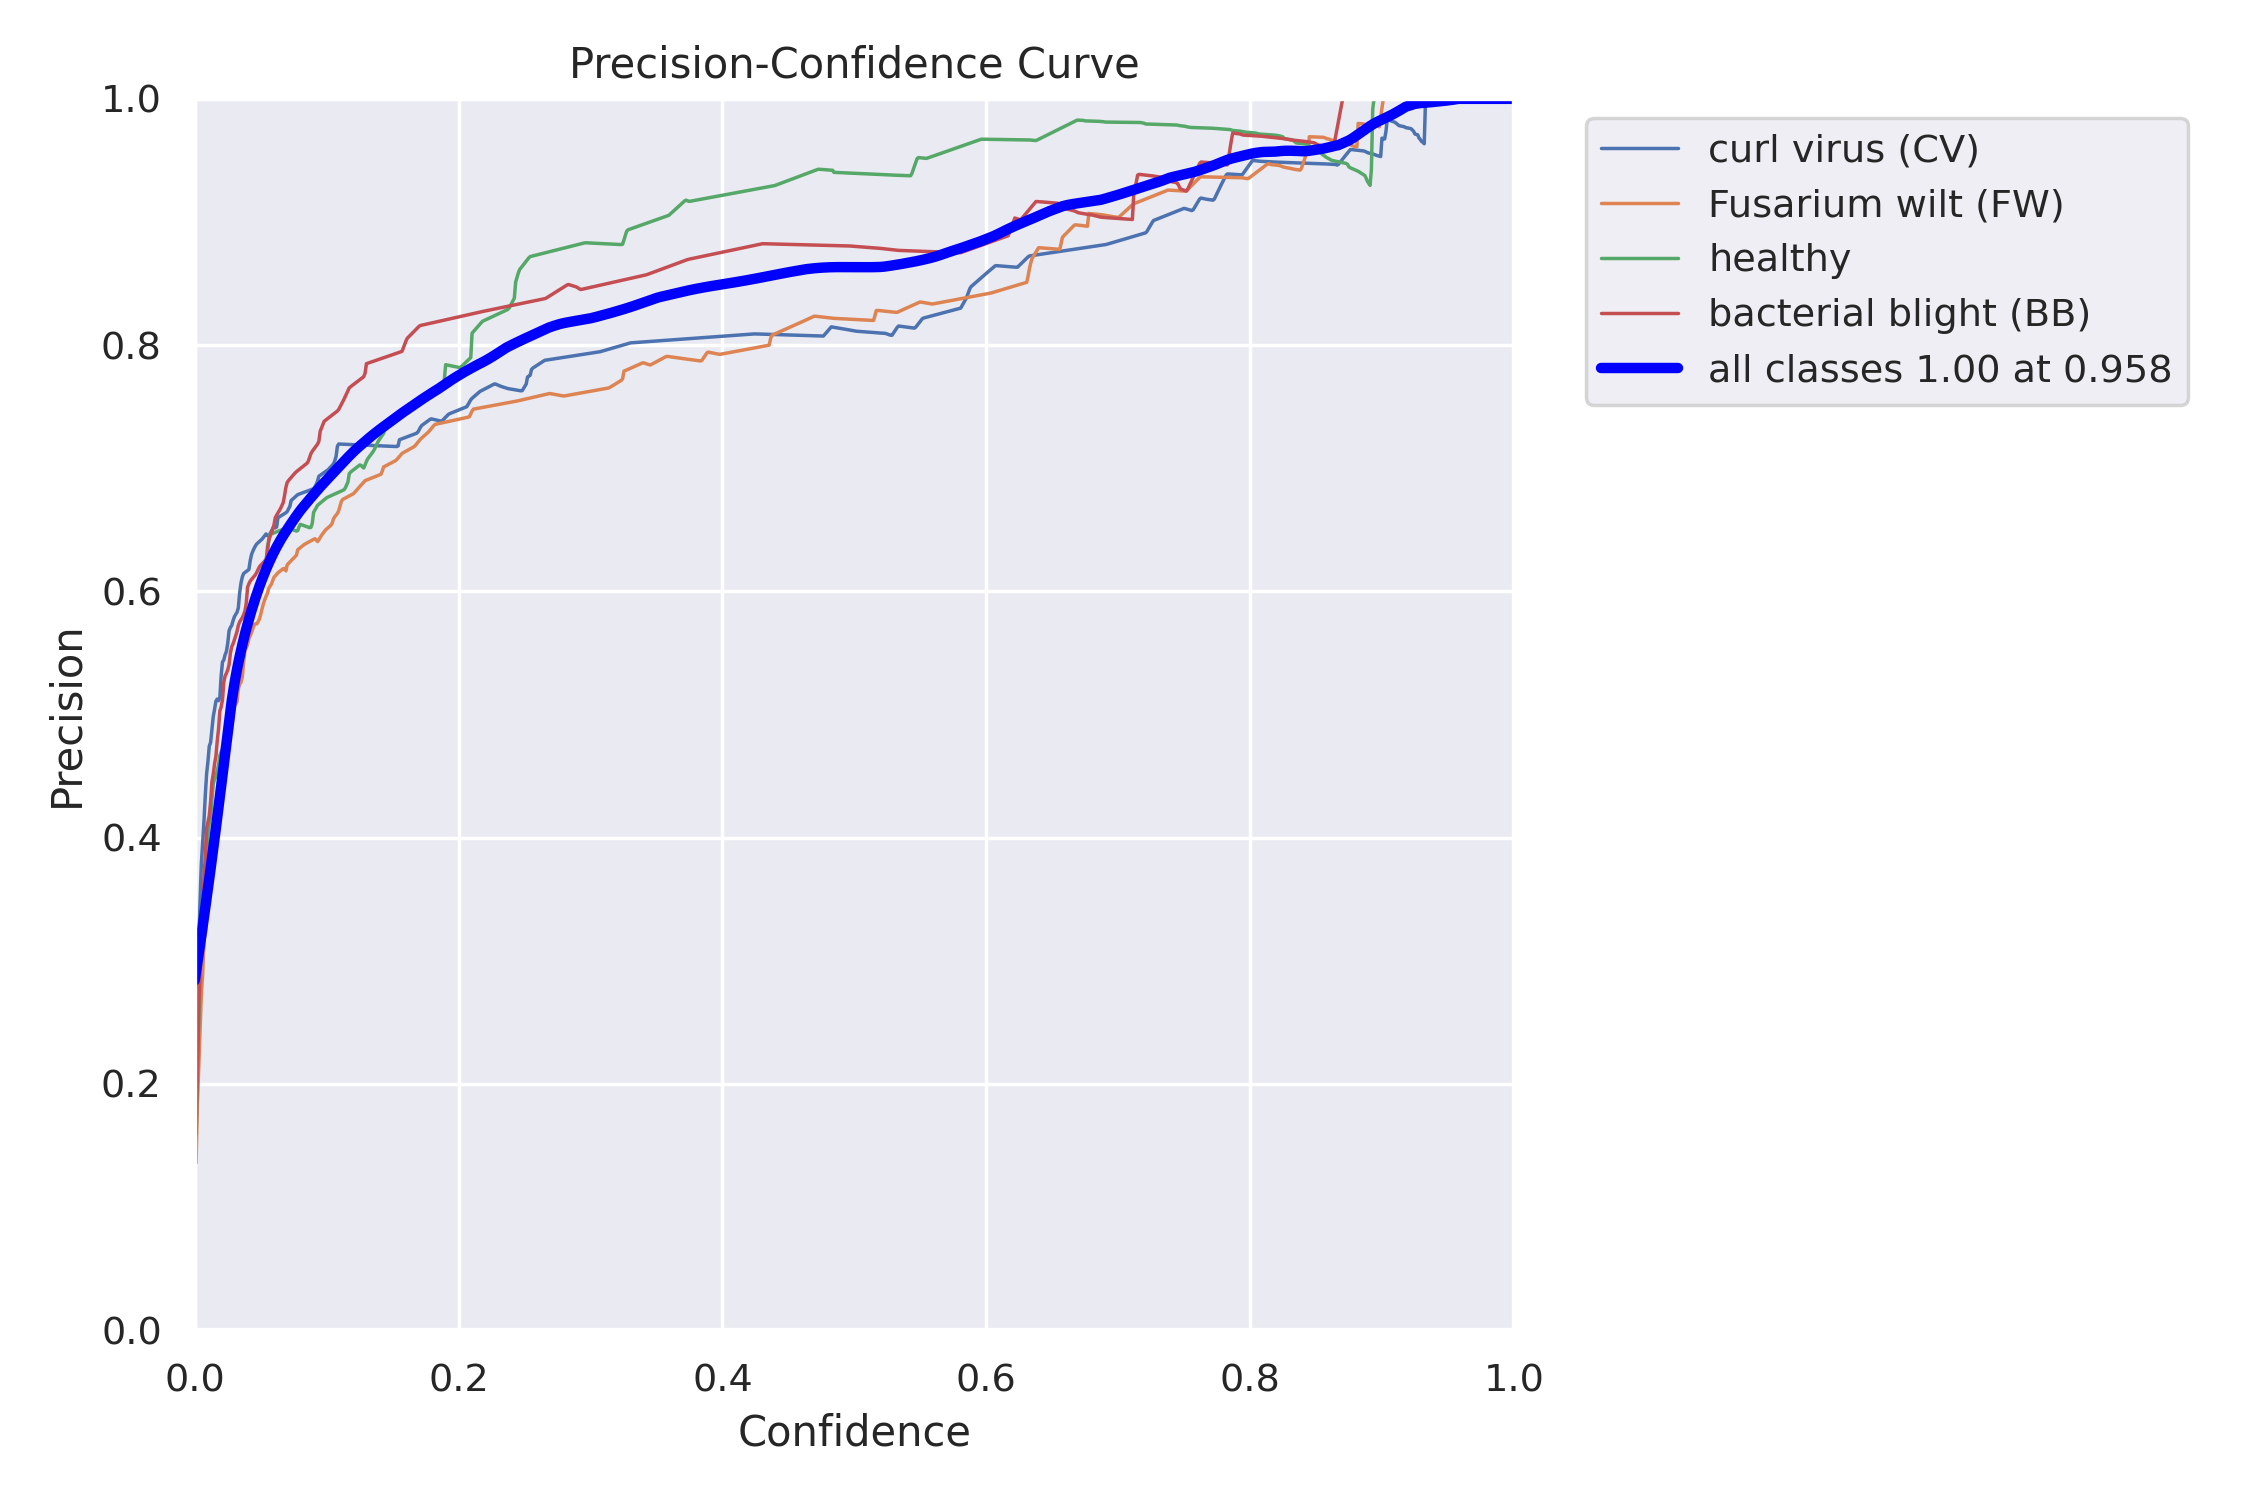 Precision-Confidence Curve
1.0
0.8
0.6
0.4
0.2
0.0
Precision
0.0 0.2 0.4 0.6 0.8 1.0
Confidence
curl virus (CV)
Fusarium wilt (FW)
healthy
bacterial blight (BB)
all classes 1.00 at 0.958